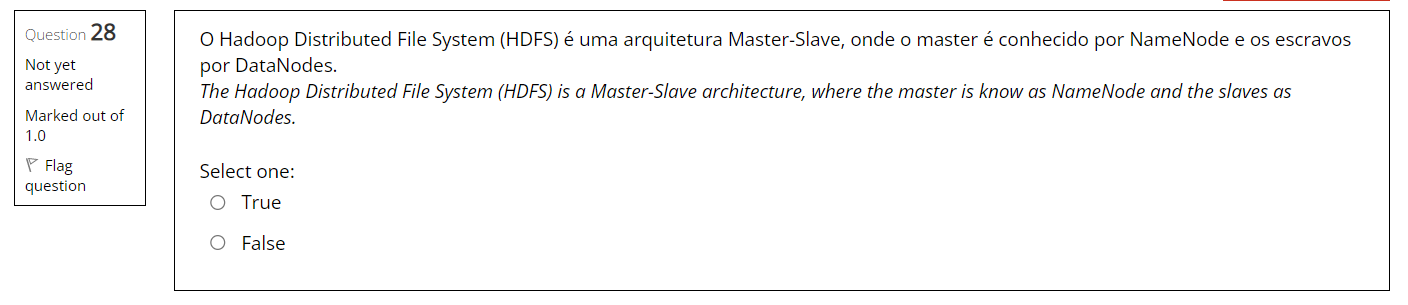 Question 28
Not yet
answered
Marked out of
1.0
Flag
question
O Hadoop Distributed File System (HDFS) é uma arquitetura Master-Slave, onde o master é conhecido por NameNode e os escravos
por DataNodes.
The Hadoop Distributed File System (HDFS) is a Master-Slave architecture, where the master is know as NameNode and the slaves as
DataNodes.
Select one:
True
False